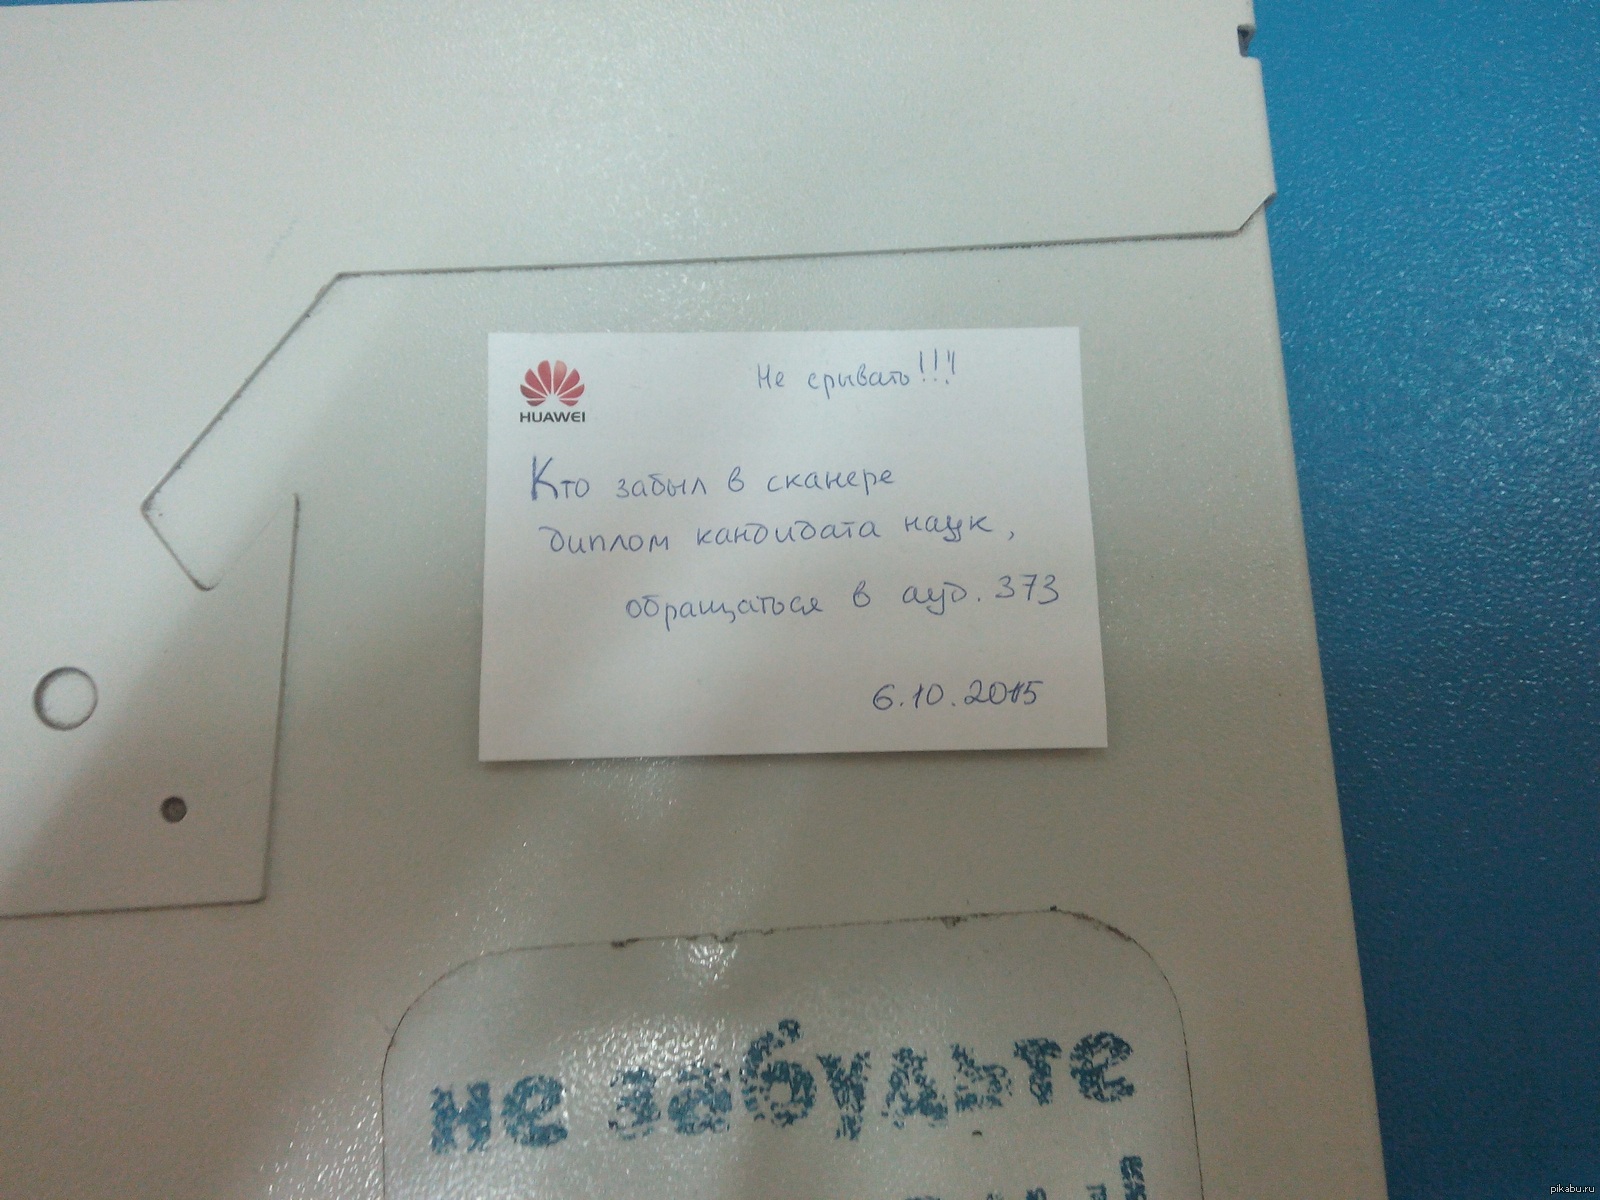 Не срывать!!!
HUAWEI
Кто забыл в сканере
диплом кандидата наук,
обращаться в ауд. 373
6.10.2015
не забудьте
pikabu.ru